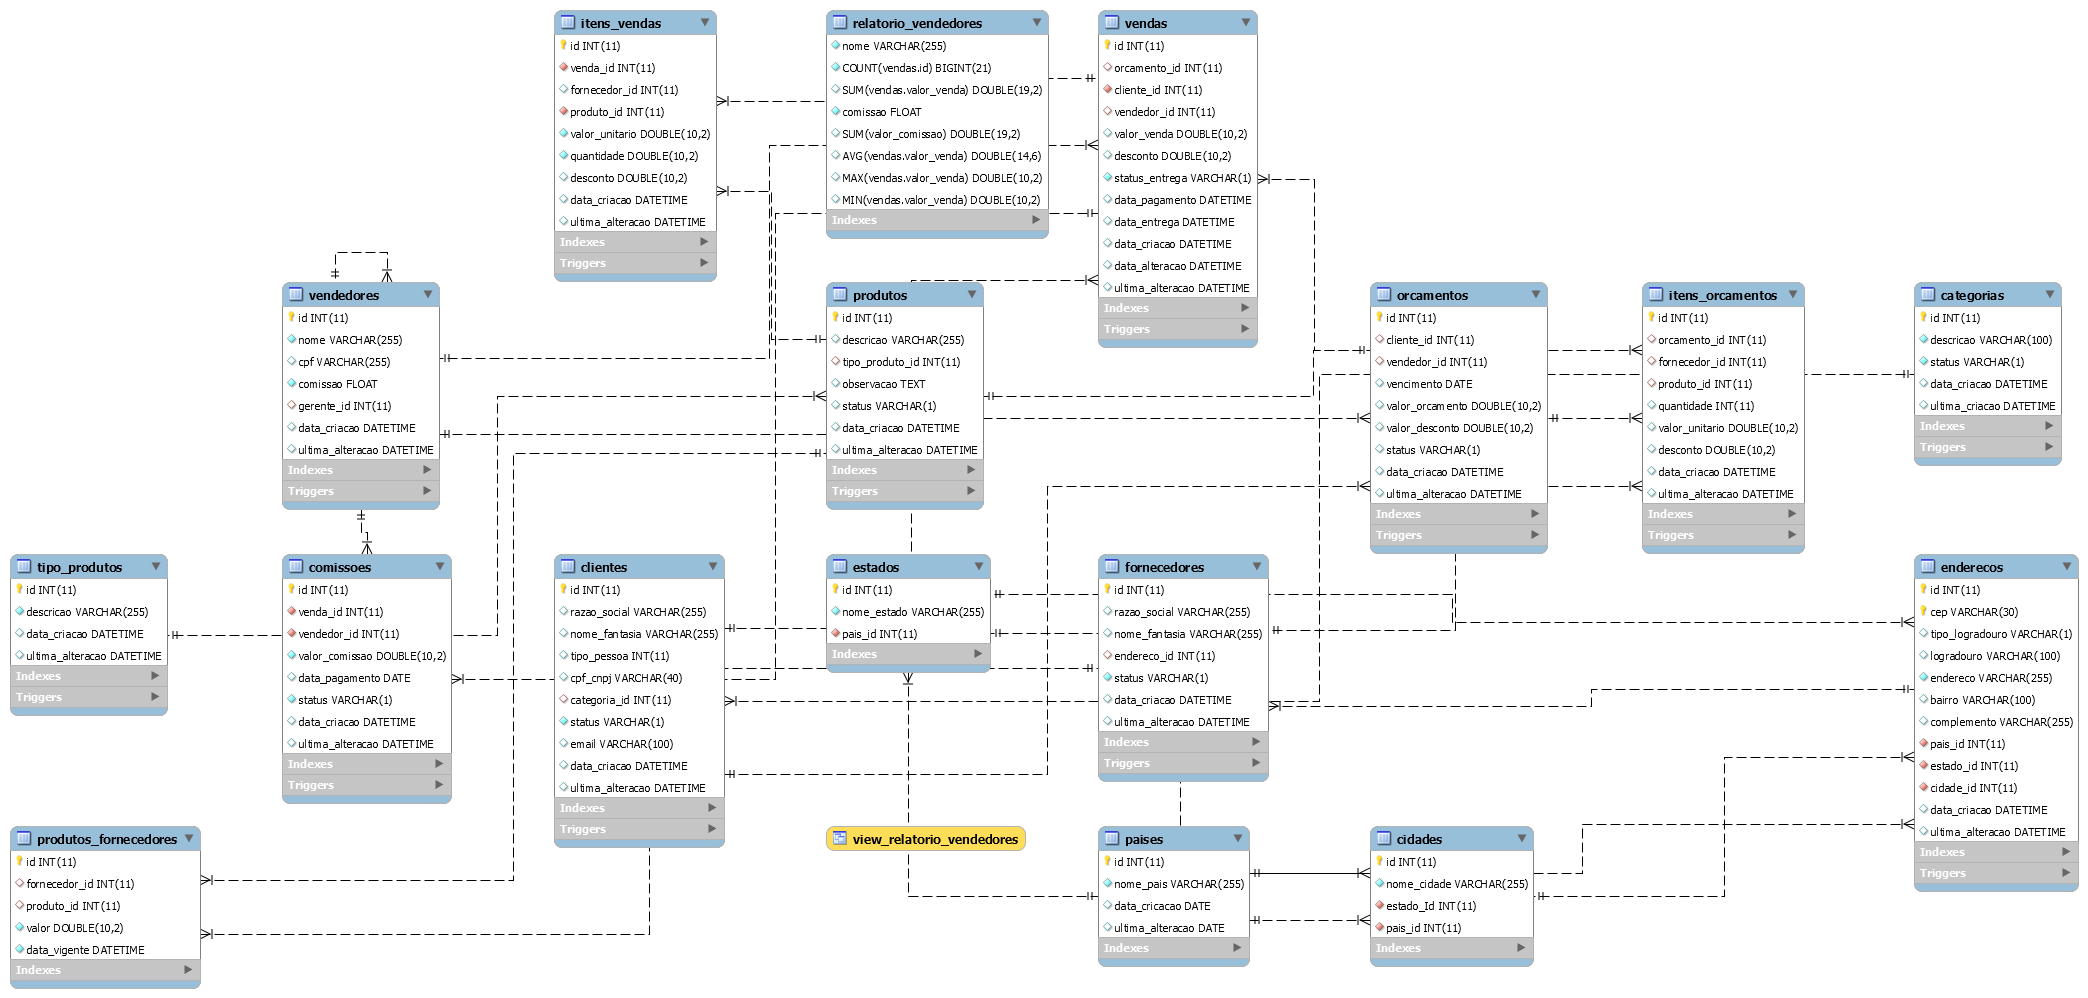 itens_vendas
id INT(11)
venda_id INT(11)
fornecedor_id INT(11)
produto_id INT(11)
valor_unitario DOUBLE(10,2)
quantidade DOUBLE(10,2)
desconto DOUBLE(10,2)
data_criacao DATETIME
ultima_alteracao DATETIME
Indexes
Triggers
relatorio_vendedores
nome VARCHAR(255)
COUNT(vendas.id) BIGINT(21)
SUM(vendas.valor_venda) DOUBLE(19,2)
comissao FLOAT
SUM(valor_comissao) DOUBLE(19,2)
AVG(vendas.valor_venda) DOUBLE(14,6)
MAX(vendas.valor_venda) DOUBLE(10,2)
MIN(vendas.valor_venda) DOUBLE(10,2)
Indexes
vendas
id INT(11)
orcamento_id INT(11)
cliente_id INT(11)
vendedor_id INT(11)
valor_venda DOUBLE(10,2)
desconto DOUBLE(10,2)
status_entrega VARCHAR(1)
data_pagamento DATETIME
data_entrega DATETIME
data_criacao DATETIME
data_alteracao DATETIME
ultima_alteracao DATETIME
Indexes
Triggers
vendedores
id INT(11)
nome VARCHAR(255)
cpf VARCHAR(255)
comissao FLOAT
gerente_id INT(11)
data_criacao DATETIME
ultima_alteracao DATETIME
Indexes
Triggers
produtos
id INT(11)
descricao VARCHAR(255)
tipo_produto_id INT(11)
observacao TEXT
status VARCHAR(1)
data_criacao DATETIME
ultima_alteracao DATETIME
Indexes
Triggers
orcamentos
id INT(11)
cliente_id INT(11)
vendedor_id INT(11)
vencimento DATE
valor_orcamento DOUBLE(10,2)
valor_desconto DOUBLE(10,2)
status VARCHAR(1)
data_criacao DATETIME
ultima_alteracao DATETIME
Indexes
Triggers
itens_orcamentos
id INT(11)
orcamento_id INT(11)
fornecedor_id INT(11)
produto_id INT(11)
quantidade INT(11)
valor_unitario DOUBLE(10,2)
desconto DOUBLE(10,2)
data_criacao DATETIME
ultima_alteracao DATETIME
Indexes
Triggers
categorias
id INT(11)
descricao VARCHAR(100)
status VARCHAR(1)
data_criacao DATETIME
ultima_criacao DATETIME
Indexes
Triggers
tipo_produtos
id INT(11)
descricao VARCHAR(255)
data_criacao DATETIME
ultima_alteracao DATETIME
Indexes
Triggers
comissoes
id INT(11)
venda_id INT(11)
vendedor_id INT(11)
valor_comissao DOUBLE(10,2)
data_pagamento DATE
status VARCHAR(1)
data_criacao DATETIME
ultima_alteracao DATETIME
Indexes
Triggers
clientes
id INT(11)
razao_social VARCHAR(255)
nome_fantasia VARCHAR(255)
tipo_pessoa INT(11)
cpf_cnpj VARCHAR(40)
categoria_id INT(11)
status VARCHAR(1)
email VARCHAR(100)
data_criacao DATETIME
ultima_alteracao DATETIME
Indexes
Triggers
estados
id INT(11)
nome_estado VARCHAR(255)
pais_id INT(11)
Indexes
fornecedores
id INT(11)
razao_social VARCHAR(255)
nome_fantasia VARCHAR(255)
endereco_id INT(11)
status VARCHAR(1)
data_criacao DATETIME
ultima_alteracao DATETIME
Indexes
Triggers
enderecos
id INT(11)
cep VARCHAR(30)
tipo_logradouro VARCHAR(1)
logradouro VARCHAR(100)
endereco VARCHAR(255)
bairro VARCHAR(100)
complemento VARCHAR(255)
pais_id INT(11)
estado_id INT(11)
cidade_id INT(11)
data_criacao DATETIME
ultima_alteracao DATETIME
Indexes
Triggers
produtos_fornecedores
id INT(11)
fornecedor_id INT(11)
produto_id INT(11)
valor DOUBLE(10,2)
data_vigente DATETIME
Indexes
view_relatorio_vendedores
paises
id INT(11)
nome_pais VARCHAR(255)
data_cricacao DATE
ultima_alteracao DATE
Indexes
cidades
id INT(11)
nome_cidade VARCHAR(255)
estado_Id INT(11)
pais_id INT(11)
Indexes